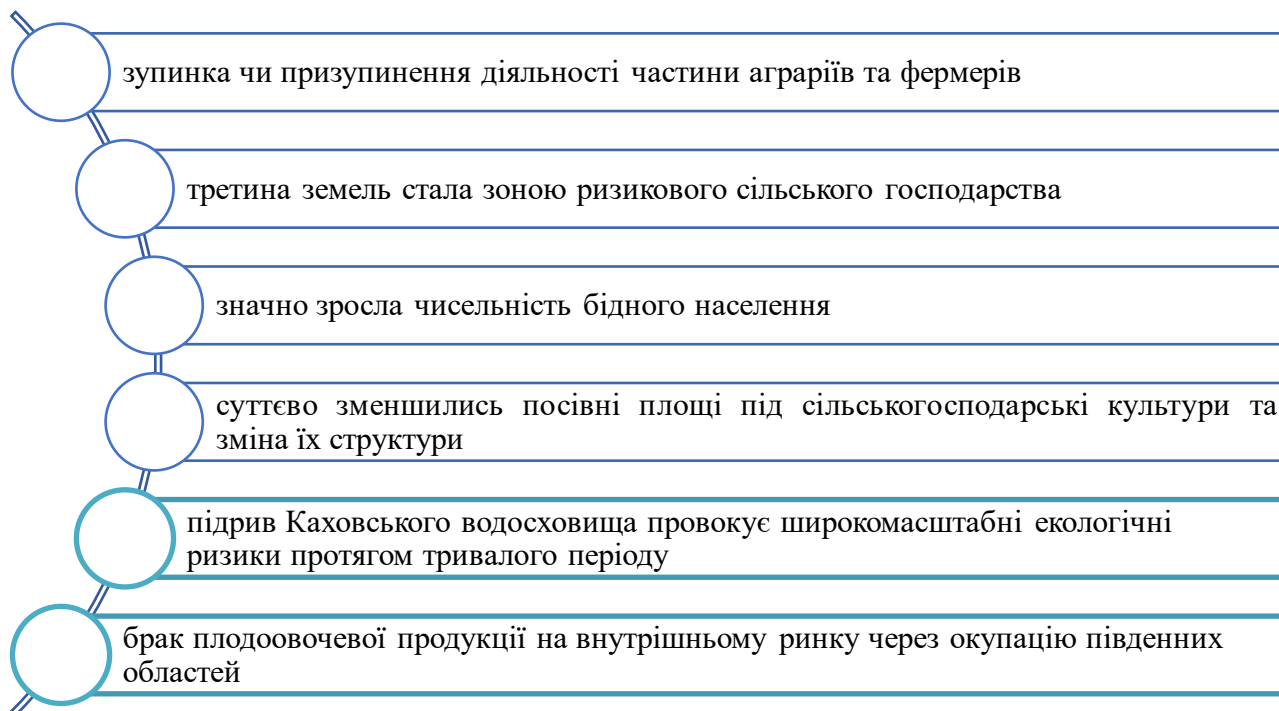 зупинка чи призупинення діяльності частини аграріїв та фермерів
третина земель стала зоною ризикового сільського господарства
значно зросла чисельність бідного населення
суттєво зменшились посівні площі під сільськогосподарські культури та
зміна їх структури
підрив Каховського водосховища провокує широкомасштабні екологічні
ризики протягом тривалого періоду
брак плодоовочевої продукції на внутрішньому ринку через окупацію південних
областей